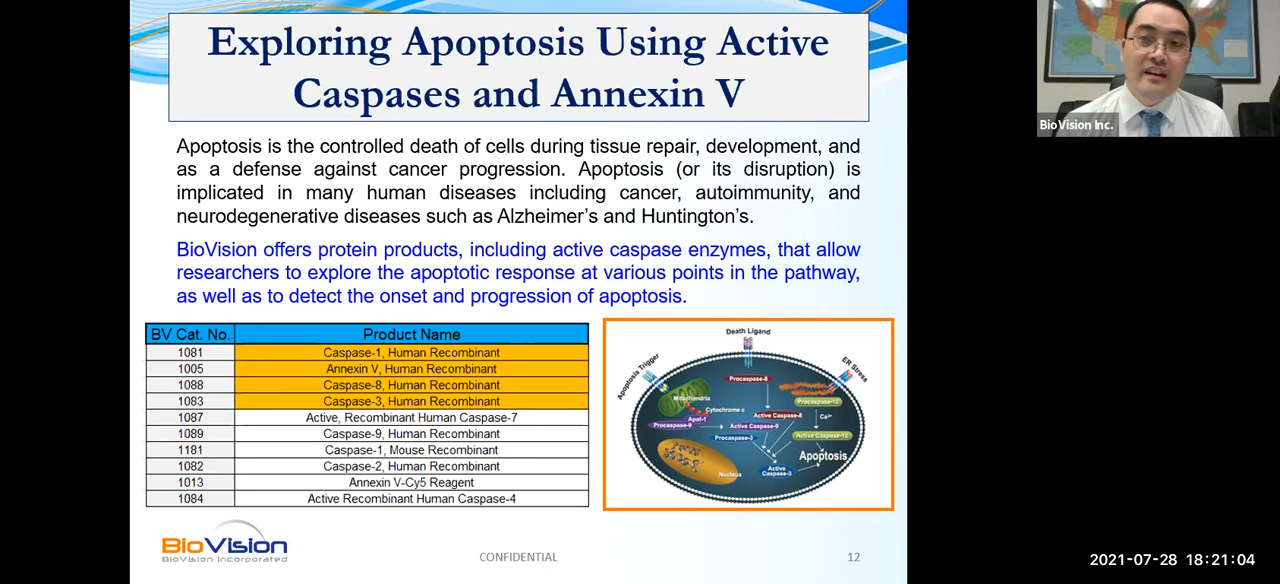 Exploring Apoptosis Using Active
Caspases and Annexin V
Apoptosis is the controlled death of cells during tissue repair, development, and
as a defense against cancer progression. Apoptosis (or its disruption) is
implicated in many human diseases including cancer, autoimmunity, and
neurodegenerative diseases such as Alzheimer's and Huntington's.
BioVision offers protein products, including active caspase enzymes, that allow
researchers to explore the apoptotic response at various points in the pathway,
as well as to detect the onset and progression of apoptosis.
BV Cat. No. Product Name
1081 Caspase-1, Human Recombinant
1005 Annexin V, Human Recombinant
1088 Caspase-8, Human Recombinant
1083 Caspase-3, Human Recombinant
1087 Active, Recombinant Human Caspase-7
1089 Caspase-9, Human Recombinant
1181 Caspase-1, Mouse Recombinant
1082 Caspase-2, Human Recombinant
1013 Annexin V-Cy5 Reagent
1084 Active Recombinant Human Caspase-4
Death Ligand
Apoptosis Trigger
ER Stress
Procaspase-8
Mitochondria
Procaspase-12
Cytochrome c
Apaf-1
Active Caspase-8
Ca2+
Procaspase-9
Active Caspase-9
Procaspase-3
Active Caspase-12
Apoptosis
Nucleus
Active
Caspase-3
BioVision
BioVision Incorporated
CONFIDENTIAL
12
BioVision Inc.
2021-07-28 18:21:04